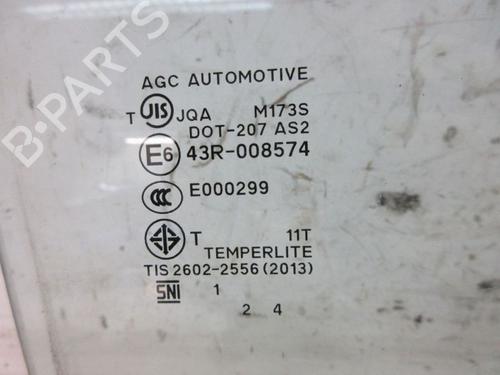 AGC AUTOMOTIVE
T JIS JQA M173S
DOT-207 AS2
E6 43R-008574
CCC E000299
T 11T
TEMPERLITE
TIS 2602-2556 (2013)
SNI 1
2 4
B-PARTS